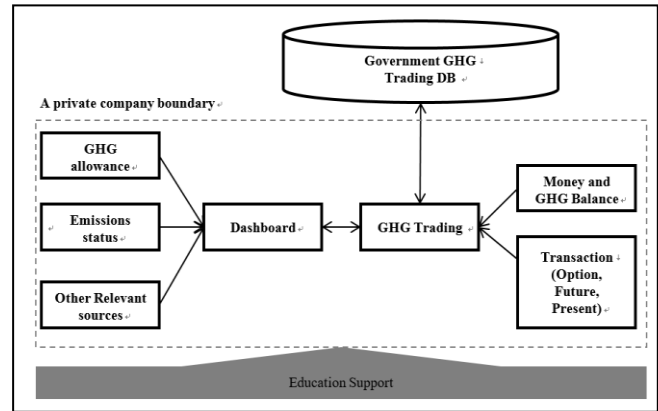 Government GHG
Trading DB
A private company boundary
GHG
allowance
Emissions
status
Other Relevant
sources
Dashboard
GHG Trading
Money and
GHG Balance
Transaction
(Option,
Future,
Present)
Education Support